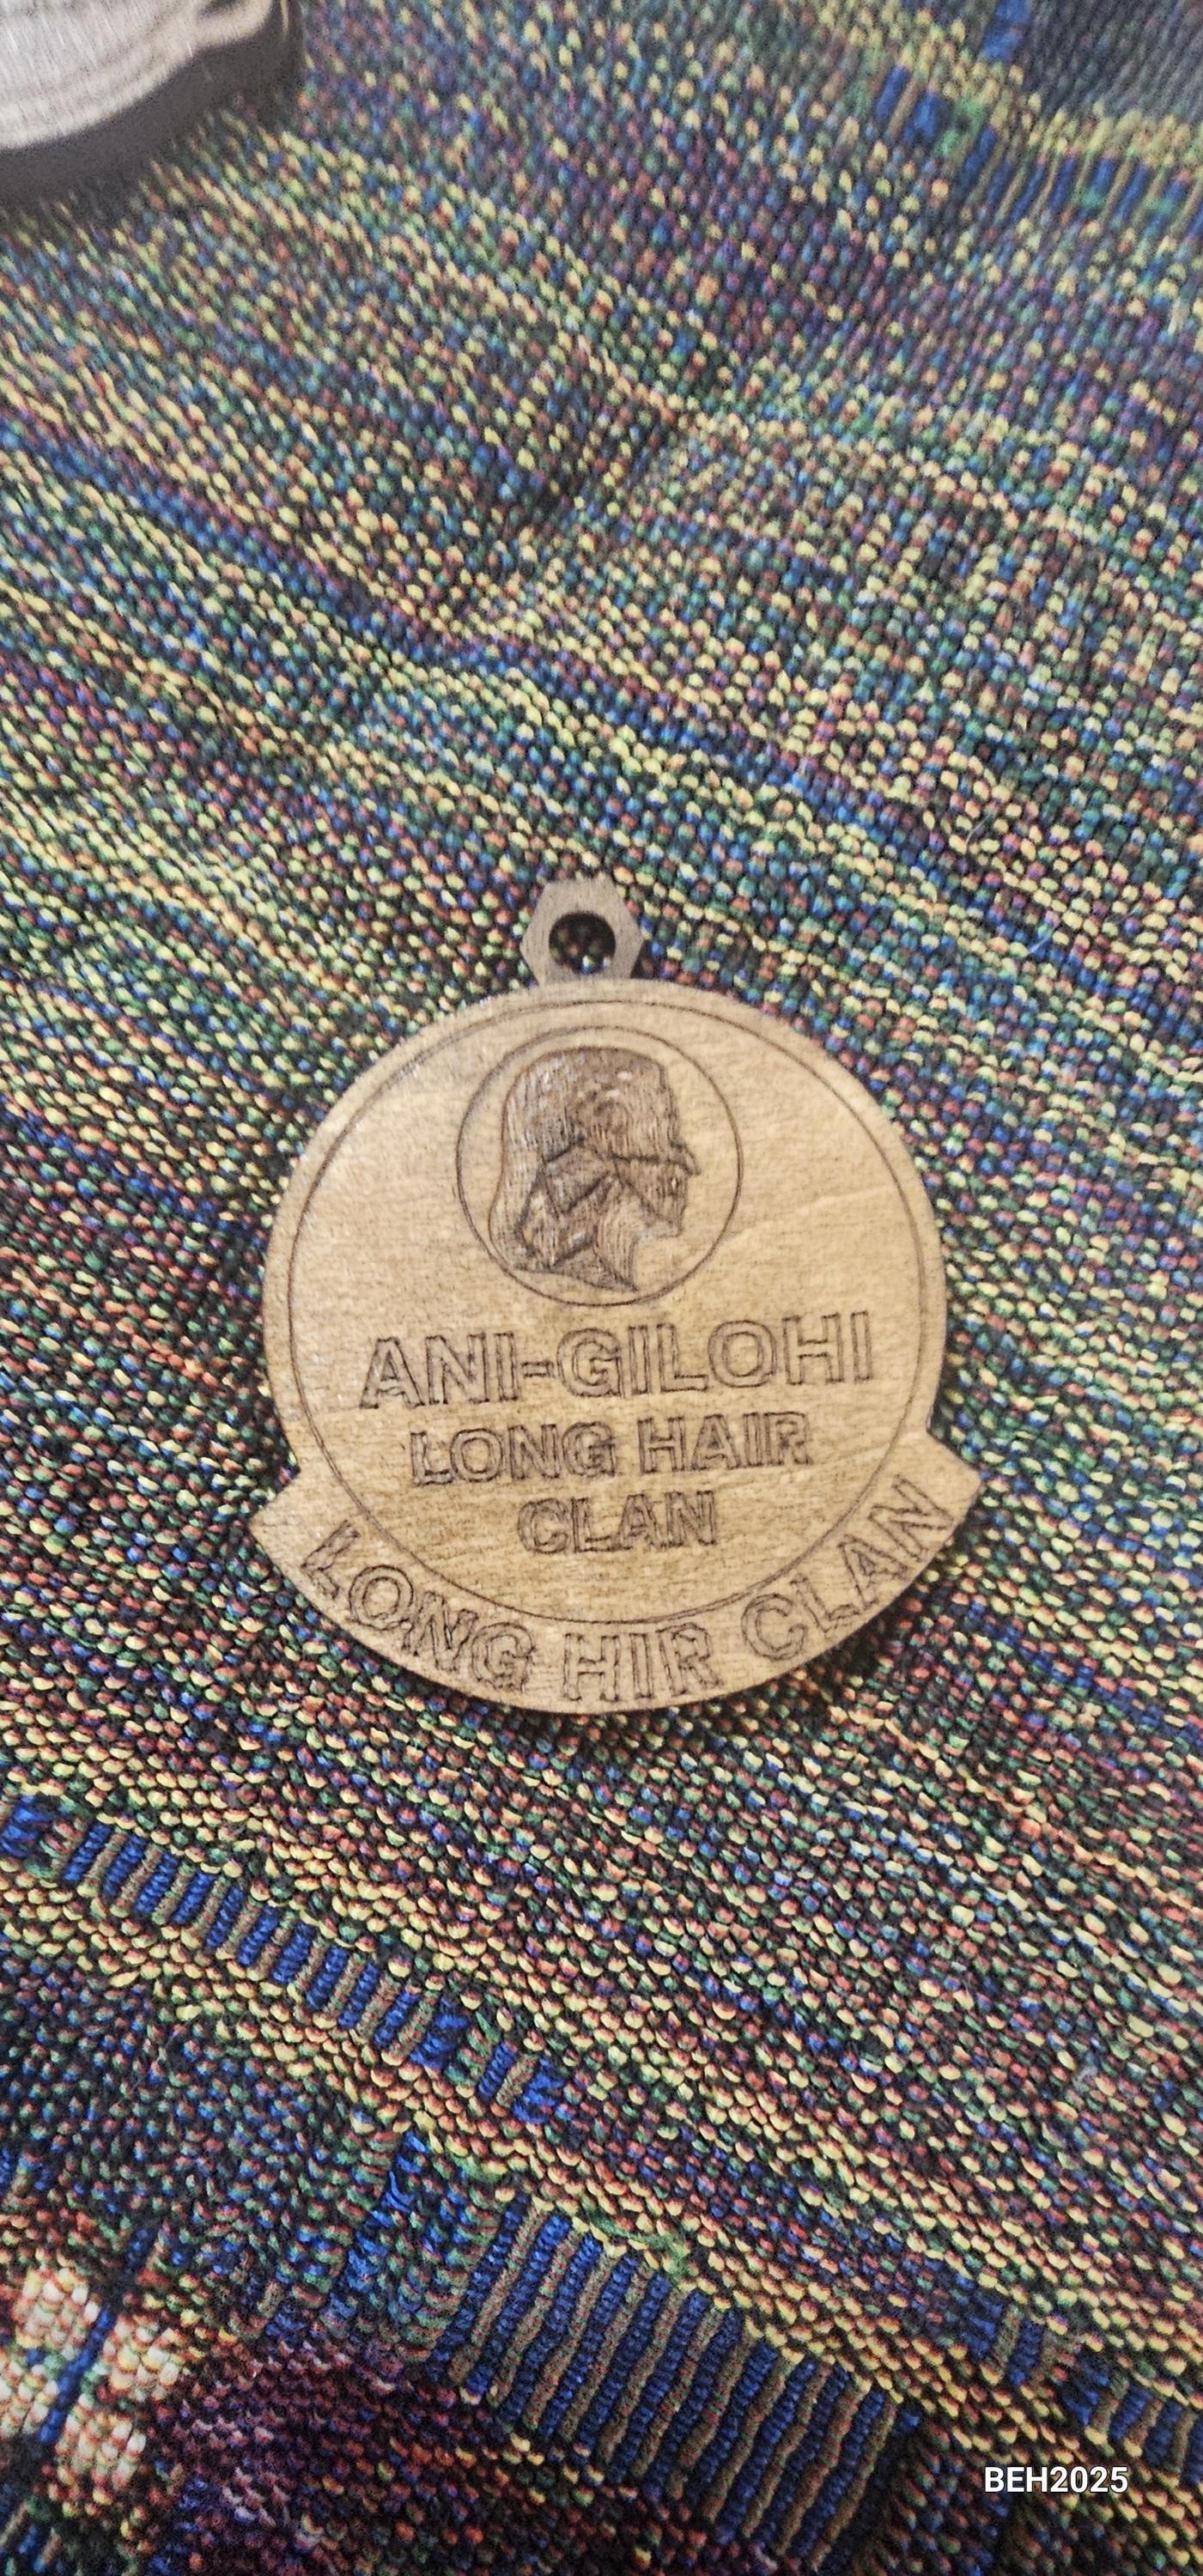 ANI-GILOHI
LONG HAIR
CLAN
LONG HIR CLAN
BEH2025